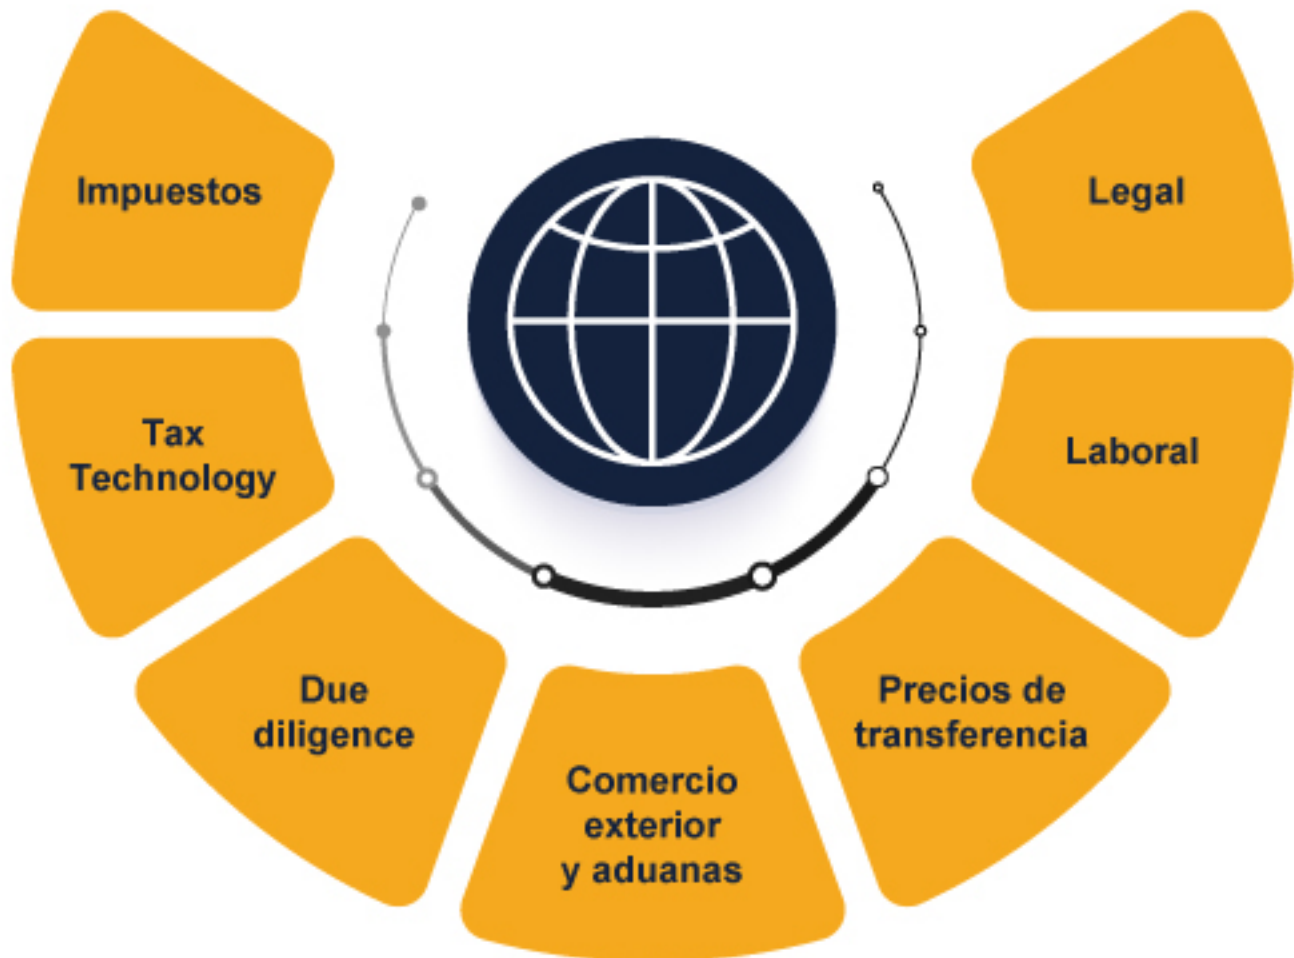 Impuestos
Tax
Technology
Due
diligence
Comercio
exterior
y aduanas
Precios de
transferencia
Laboral
Legal